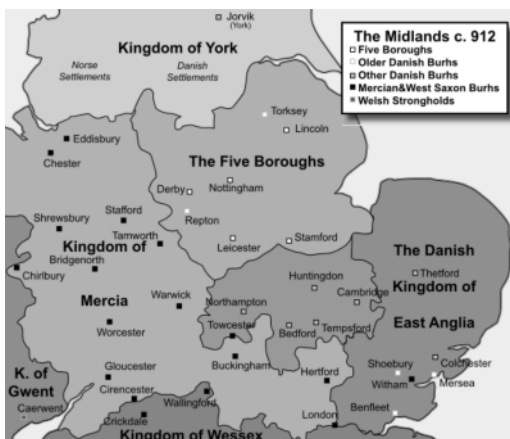 Jorvik
(York)
Kingdom of York
Norse
Settlements
Danish
Settlements
The Midlands c. 912
Five Boroughs
Older Danish Burhs
Other Danish Burhs
Mercian&West Saxon Burhs
Welsh Strongholds
Torksey
Lincoln
Eddisbury
Chester
The Five Boroughs
Derby
Nottingham
Repton
Leicester
Stamford
Shrewsbury
Stafford
Tamworth
Kingdom of
Bridgenorth
Chirlbury
Mercia
Warwick
Worcester
Huntingdon
Northampton
Cambridge
Towcester
Bedford
Tempsford
Buckingham
The Danish
Thetford
Kingdom of
East Anglia
K. of
Gwent
Caerwent
Gloucester
Cirencester
Crickdale
Wallingford
Hertford
London
Shoebury
Colchester
Witham
Mersea
Benfleet
Kingdom of Wessex